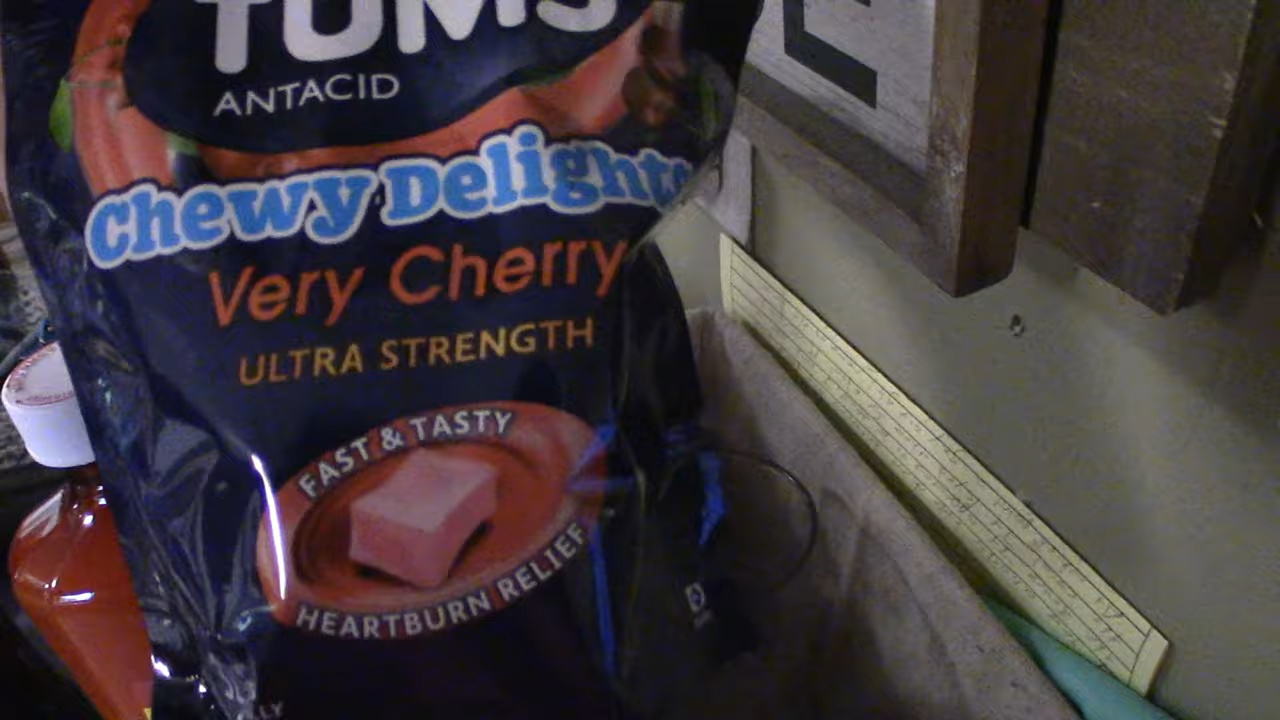 TUMS
ANTACID
Chewy Delights
Very Cherry
ULTRA STRENGTH
FAST & TASTY
HEARTBURN RELIEF